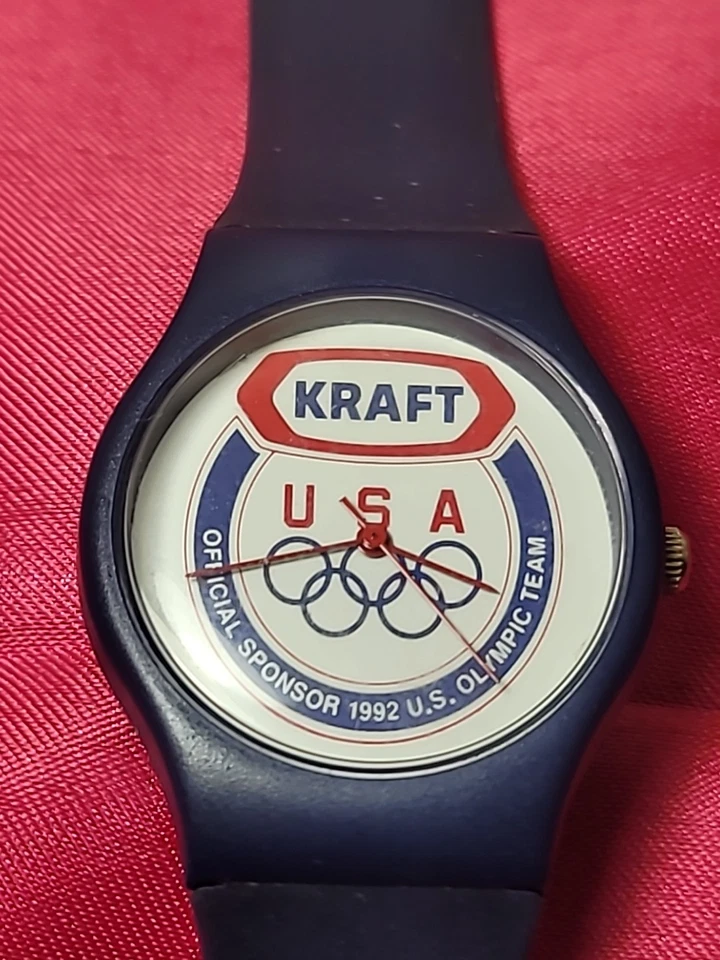 KRAFT
USA
OFFICIAL SPONSOR 1992 U.S. OLYMPIC TEAM